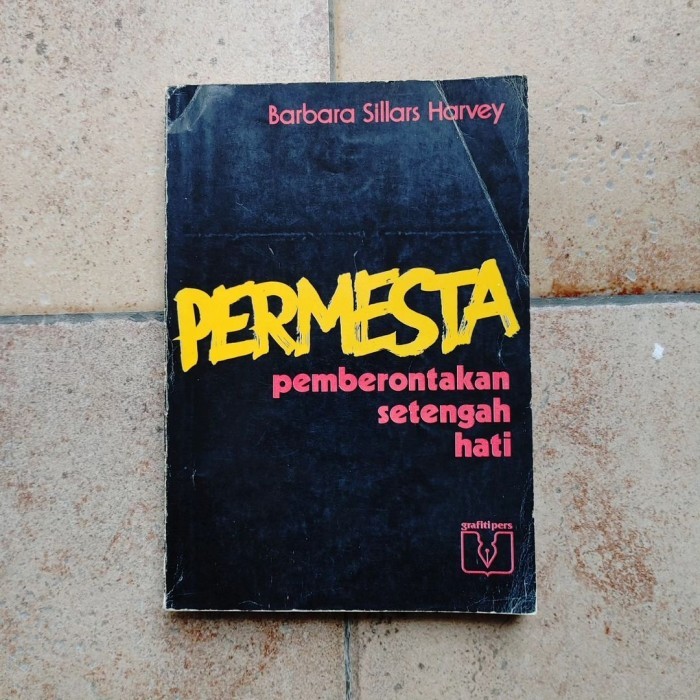 Barbara Sillars Harvey
PERMESTA
pemberontakan
setengah
hati
grafitipers